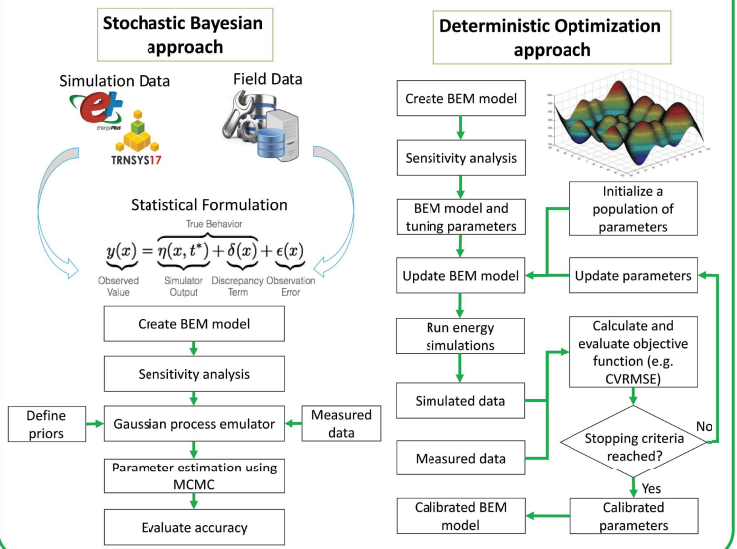 Stochastic Bayesian
approach
Simulation Data
Field Data
et
EnergyPlus
TRNSYS17
Statistical Formulation
True Behavior
y(x) = η(x, t*) + δ(x) + ϵ(x)
Observed
Value
Simulator
Output
Discrepancy
Term
Observation
Error
Create BEM model
Sensitivity analysis
Define
priors
Gaussian process emulator
Measured
data
Parameter estimation using
MCMC
Evaluate accuracy
Deterministic Optimization
approach
Create BEM model
Sensitivity analysis
BEM model and
tuning parameters
Initialize a
population of
parameters
Update BEM model
Update parameters
Run energy
simulations
Calculate and
evaluate objective
function (e.g.
CVRMSE)
Simulated data
No
Stopping criteria
reached?
Measured data
Yes
Calibrated BEM
model
Calibrated
parameters